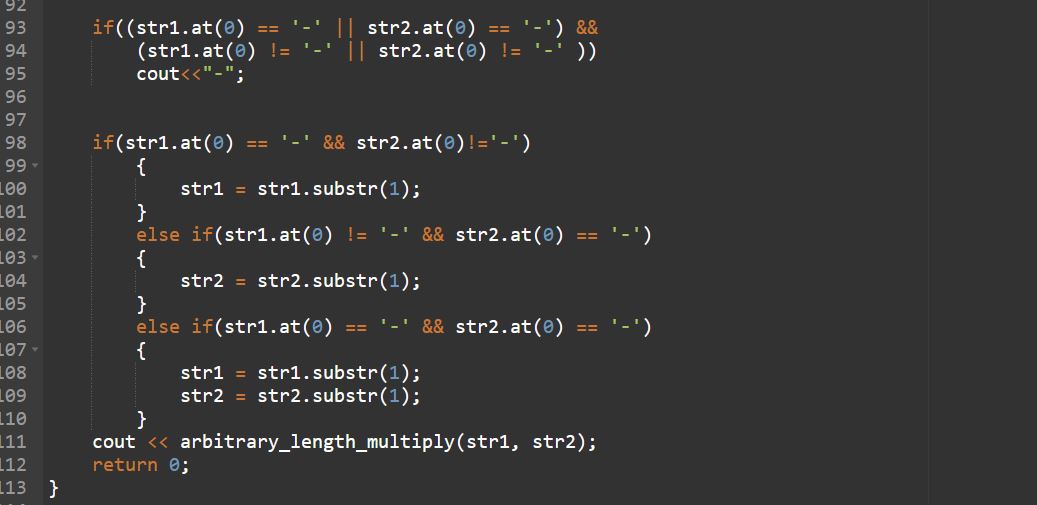 92
93 if((str1.at(0) == '-' || str2.at(0) == '-') &&
94 (str1.at(0) != '-' || str2.at(0) != '-' ))
95 cout<<"-";
96
97
98 if(str1.at(0) == '-' && str2.at(0)!='-')
99 {
100 str1 = str1.substr(1);
101 }
102 else if(str1.at(0) != '-' && str2.at(0) == '-')
103 {
104 str2 = str2.substr(1);
105 }
106 else if(str1.at(0) == '-' && str2.at(0) == '-')
107 {
108 str1 = str1.substr(1);
109 str2 = str2.substr(1);
110 }
111 cout << arbitrary_length_multiply(str1, str2);
112 return 0;
113 }